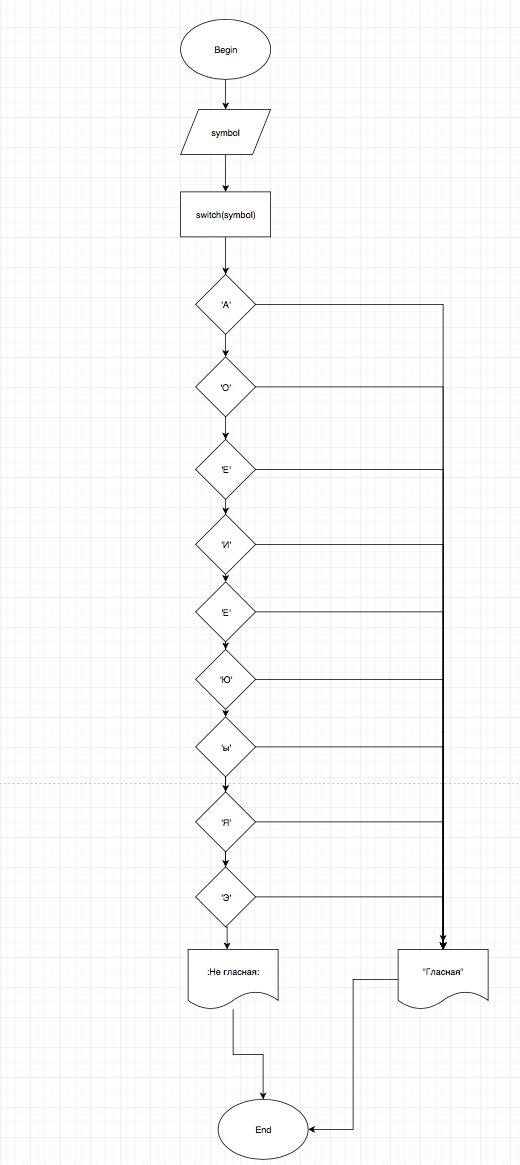 Begin
symbol
switch(symbol)
'А'
'О'
'Е'
'И'
'Е'
'Ю'
'ы'
'Я'
'Э'
:Не гласная:
"Гласная"
End